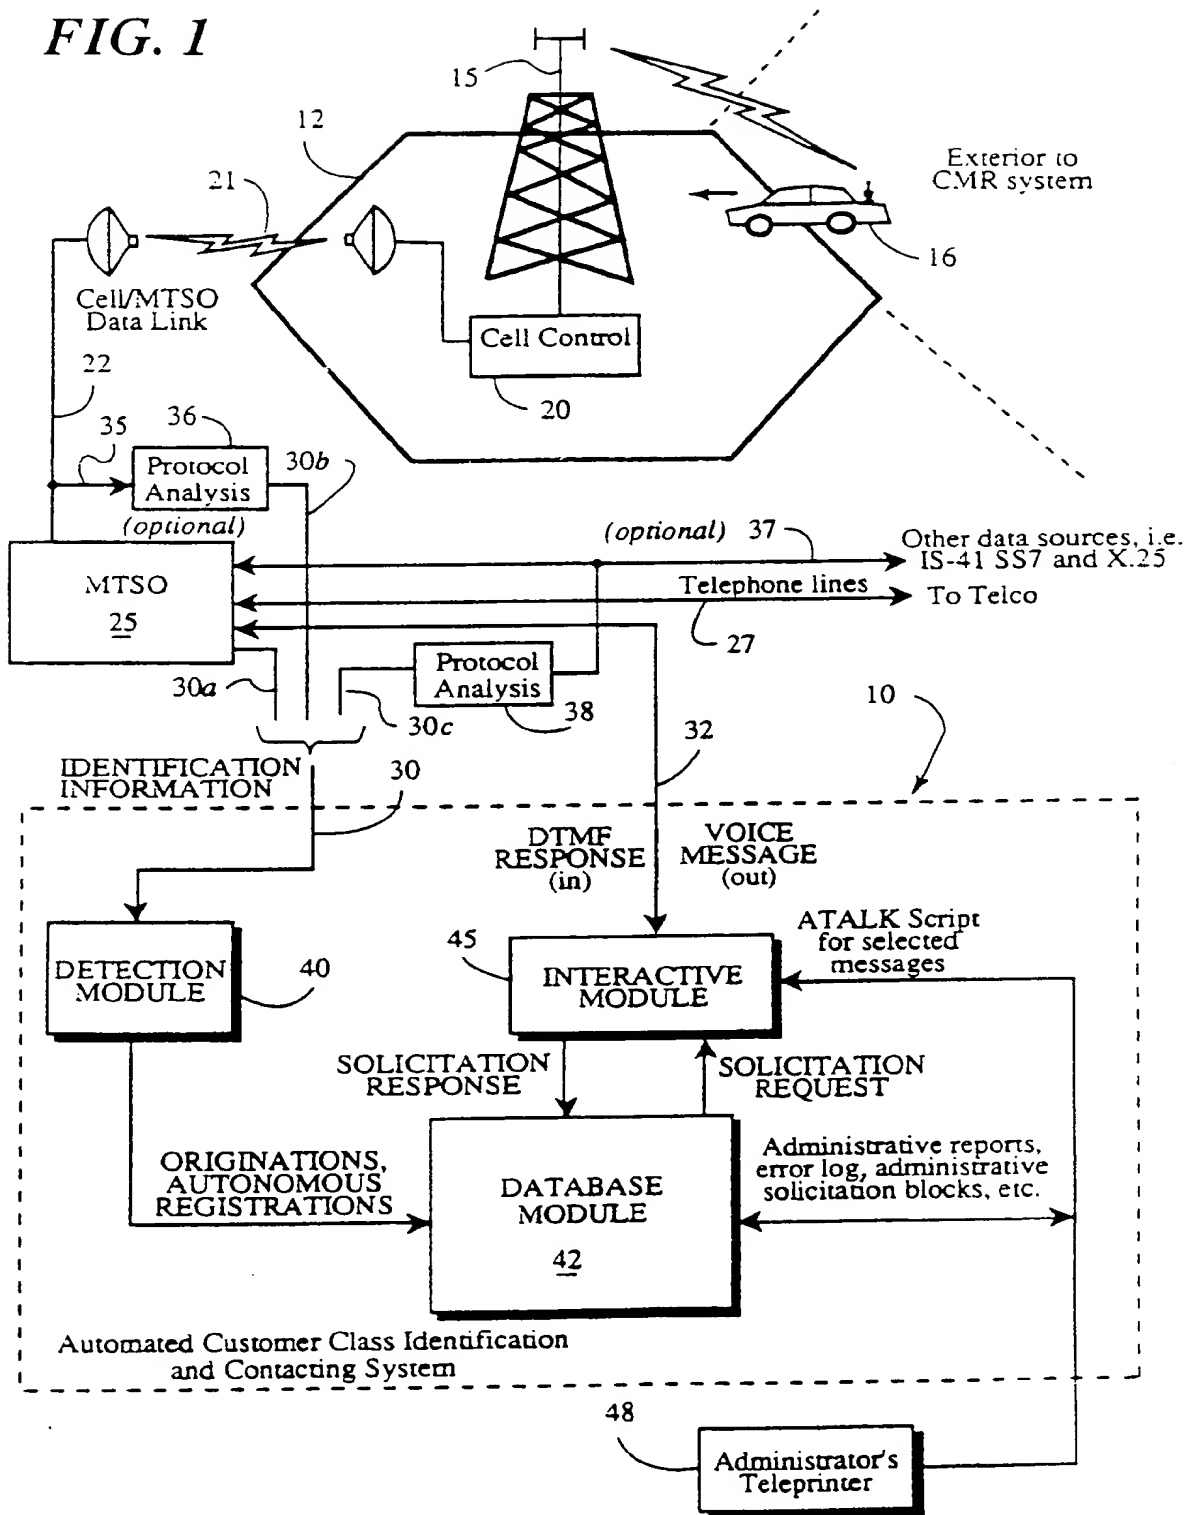 FIG. 1
15
12
21
Exterior to
CMR system
16
Cell/MTSO
Data Link
Cell Control
20
22
35
36
30b
Protocol
Analysis
(optional)
(optional)
37
Other data sources, i.e.
IS-41 SS7 and X.25
MTSO
25
Telephone lines
To Telco
27
30a
Protocol
Analysis
30c
38
10
32
IDENTIFICATION
INFORMATION
30
DTMF
RESPONSE
(in)
VOICE
MESSAGE
(out)
ATALK Script
for selected
messages
45
DETECTION
MODULE
40
INTERACTIVE
MODULE
SOLICITATION
RESPONSE
SOLICITATION
REQUEST
ORIGINATIONS,
AUTONOMOUS
REGISTRATIONS
DATABASE
MODULE
42
Administrative reports,
error log, administrative
solicitation blocks, etc.
Automated Customer Class Identification
and Contacting System
48
Administrator's
Teleprinter